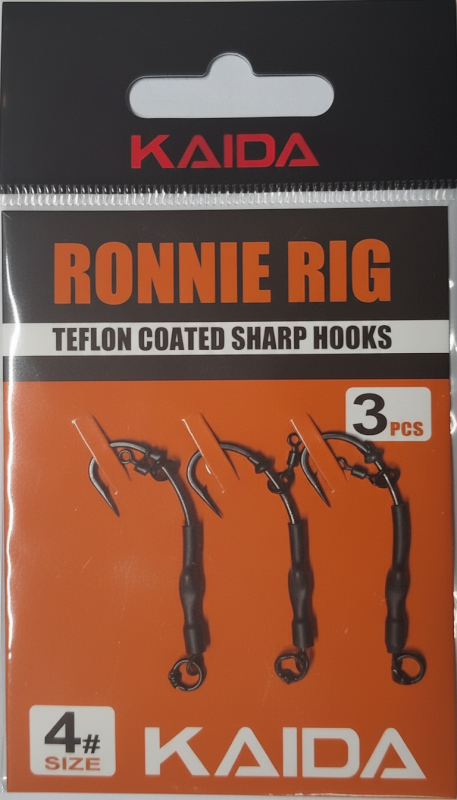 KAIDA
RONNIE RIG
TEFLON COATED SHARP HOOKS
3 PCS
4#
SIZE
KAIDA